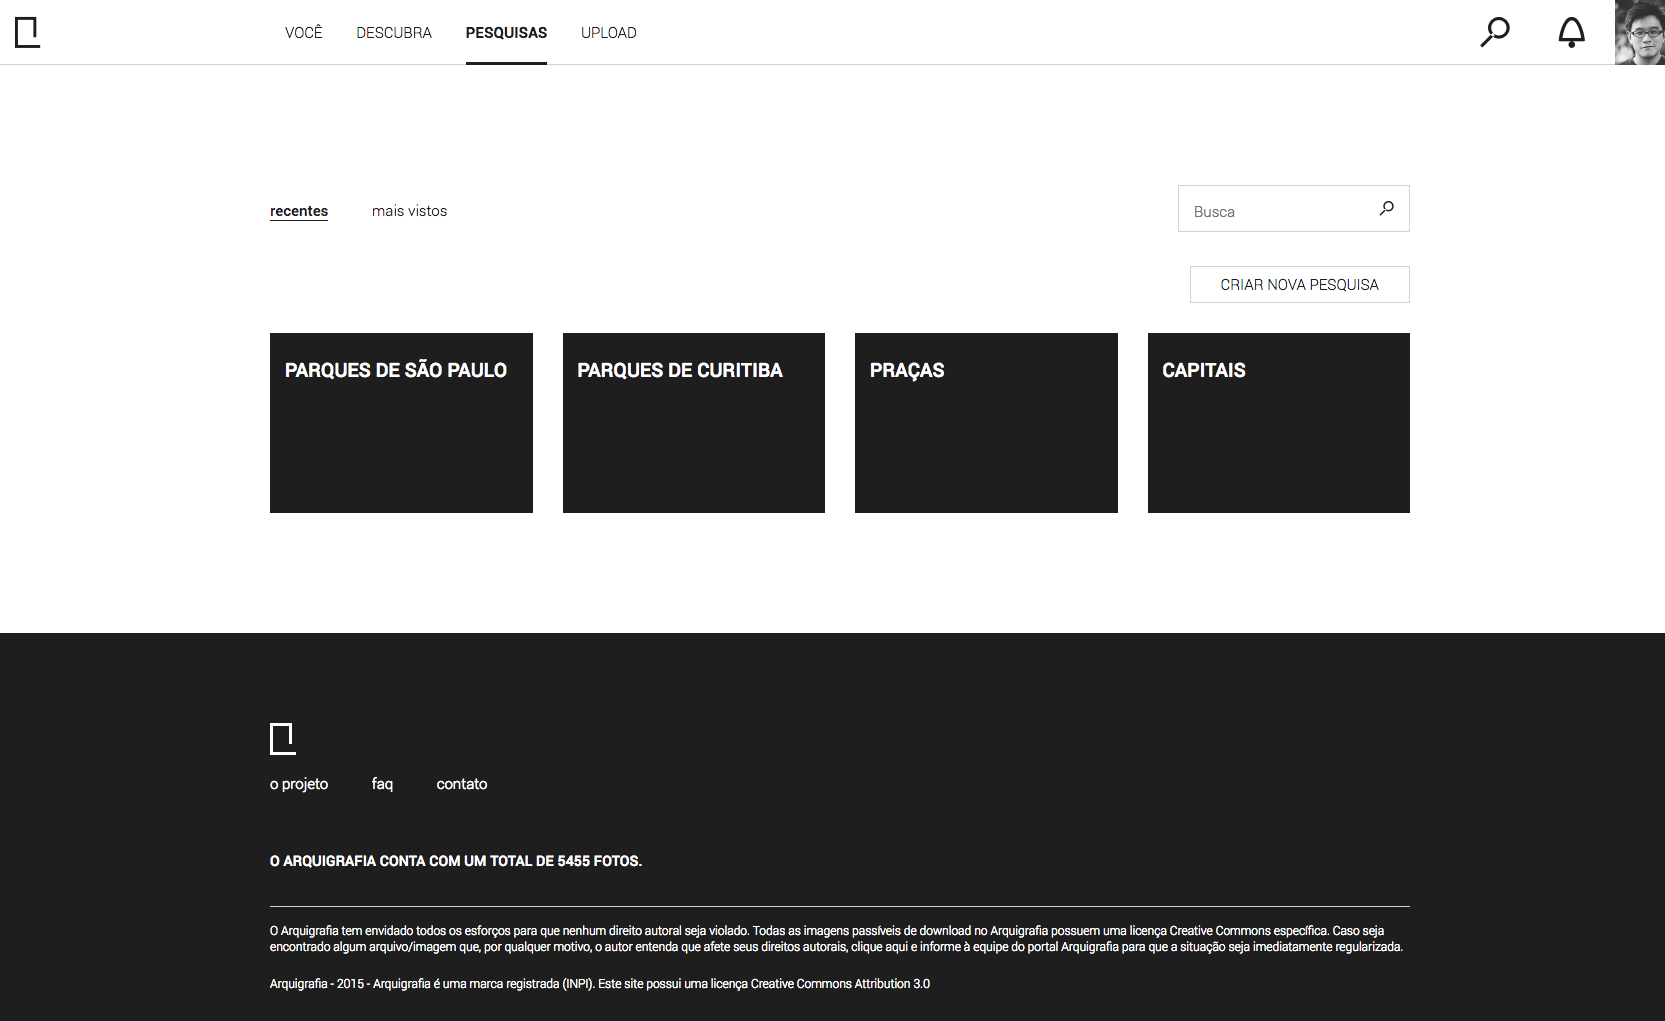 VOCÊ DESCUBRA PESQUISAS UPLOAD
recentes mais vistos
Busca
CRIAR NOVA PESQUISA
PARQUES DE SÃO PAULO PARQUES DE CURITIBA PRAÇAS CAPITAIS
o projeto faq contato
O ARQUIGRAFIA CONTA COM UM TOTAL DE 5455 FOTOS.
O Arquigrafia tem envidado todos os esforços para que nenhum direito autoral seja violado. Todas as imagens passíveis de download no Arquigrafia possuem uma licença Creative Commons específica. Caso seja
encontrado algum arquivo/imagem que, por qualquer motivo, o autor entenda que afete seus direitos autorais, clique aqui e informe à equipe do portal Arquigrafia para que a situação seja imediatamente regularizada.
Arquigrafia - 2015 - Arquigrafia é uma marca registrada (INPI). Este site possui uma licença Creative Commons Attribution 3.0